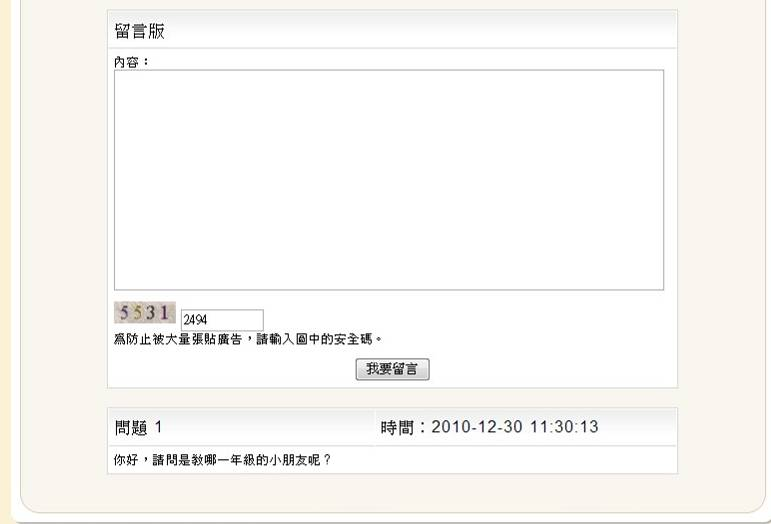 留言版
內容：
5531 2494
為防止被大量張貼廣告，請輸入圖中的安全碼。
我要留言
問題 1 時間：2010-12-30 11:30:13
你好，請問是教哪一年級的小朋友呢？